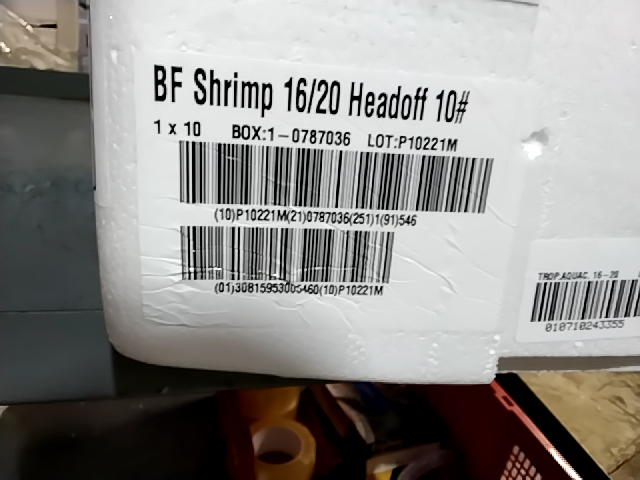 BF Shrimp 16/20 Headoff 10#
1 x 10 BOX:1-0787036 LOT:P10221M
(10)P10221M(21)0787036(251)1(91)546
(01)30815953005460(10)P10221M
TROP.AQUAC. 16-20
010710243355